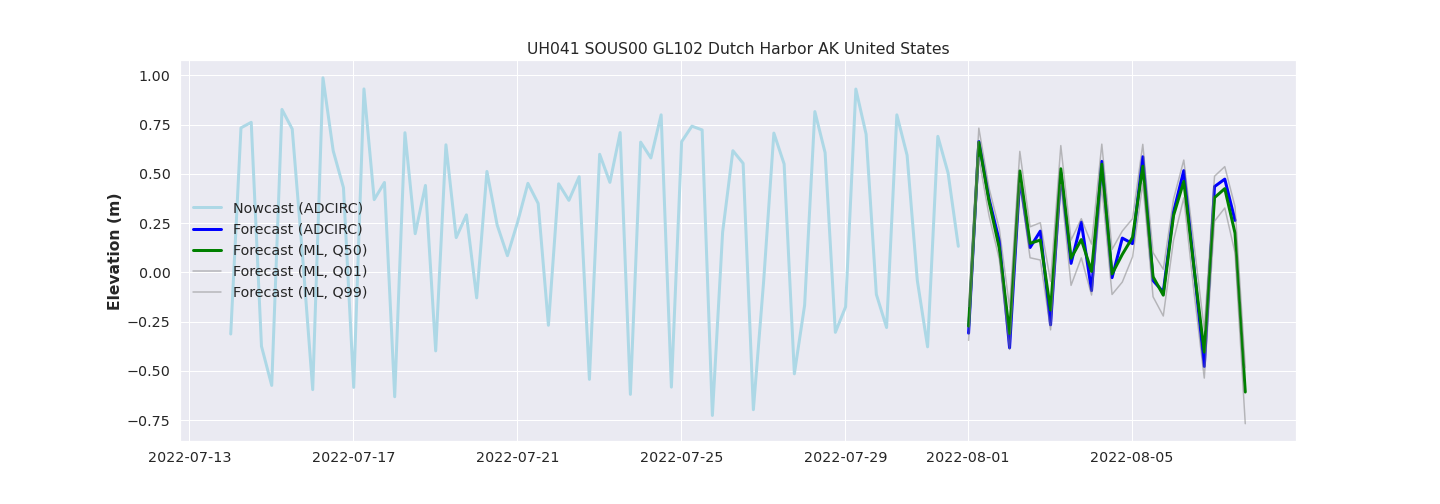 UH041 SOUS00 GL102 Dutch Harbor AK United States
Elevation (m)
1.00
0.75
0.50
0.25
0.00
−0.25
−0.50
−0.75
Nowcast (ADCIRC)
Forecast (ADCIRC)
Forecast (ML, Q50)
Forecast (ML, Q01)
Forecast (ML, Q99)
2022-07-13 2022-07-17 2022-07-21 2022-07-25 2022-07-29 2022-08-01 2022-08-05